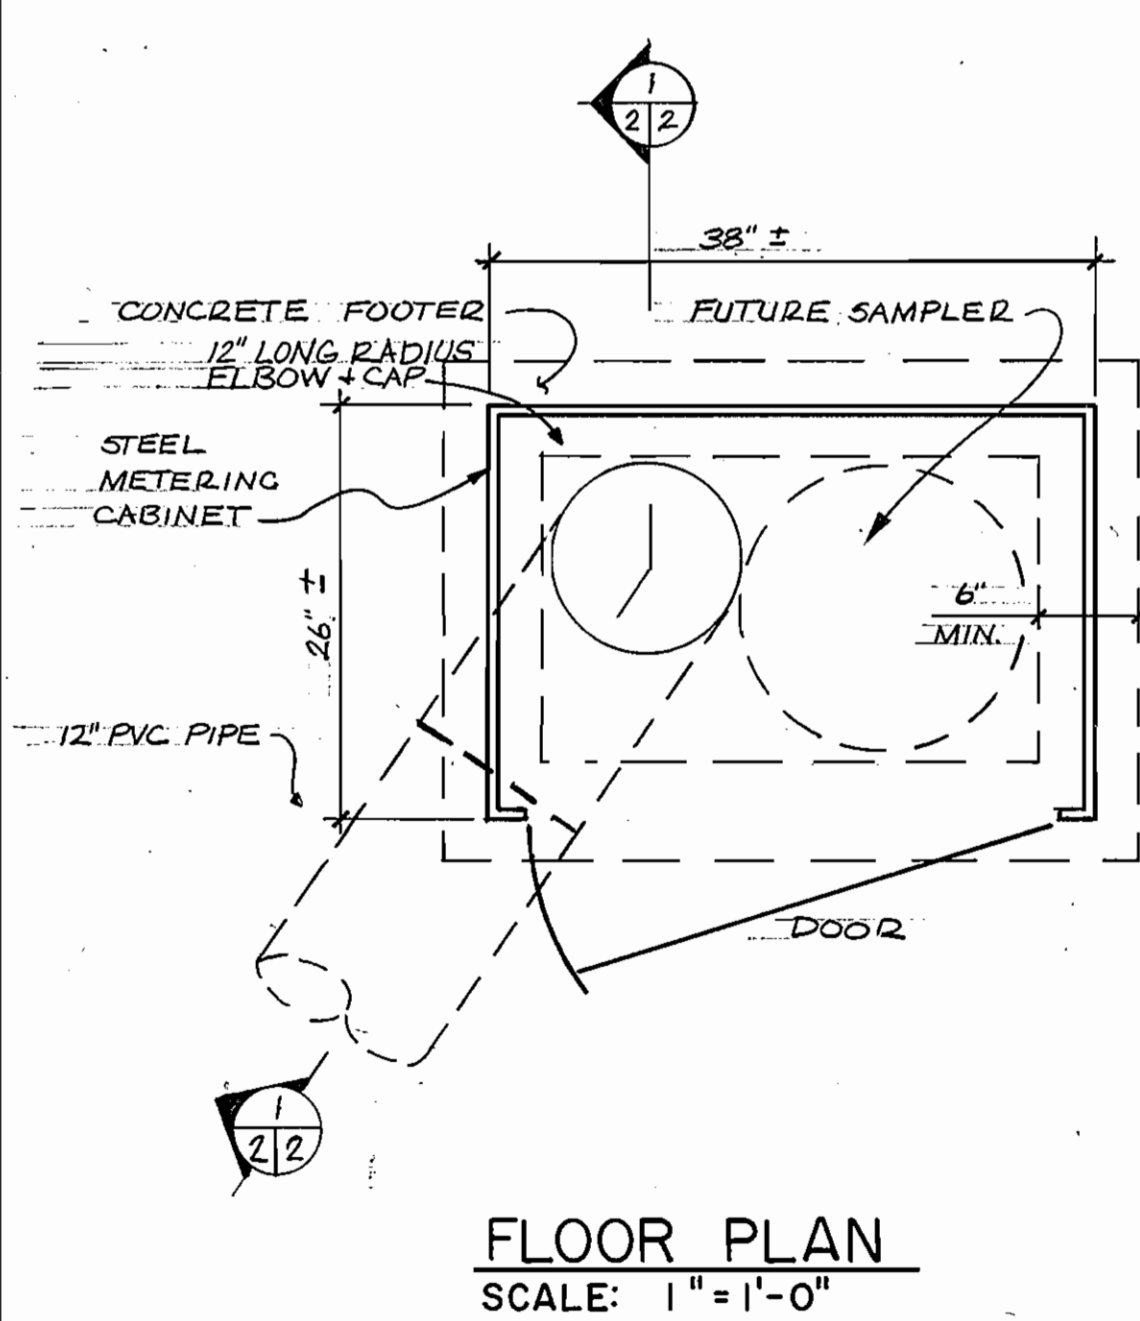 1
2 2
38" ±
CONCRETE FOOTER
FUTURE SAMPLER
12" LONG RADIUS
ELBOW + CAP
STEEL
METERING
CABINET
26" ±
6"
MIN.
12" PVC PIPE
DOOR
1
2 2
FLOOR PLAN
SCALE: 1" = 1'-0"